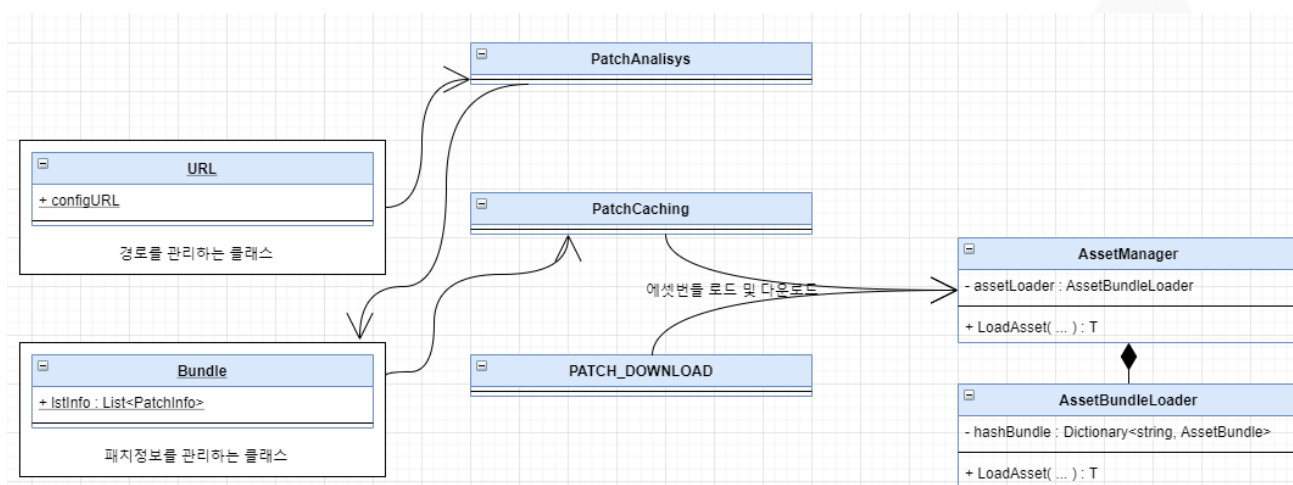 PatchAnalisys
URL
+ configURL
경로를 관리하는 클래스
PatchCaching
에셋번들 로드 및 다운로드
AssetManager
- assetLoader : AssetBundleLoader
+ LoadAsset( ... ) : T
Bundle
+ lstInfo : List<PatchInfo>
패치정보를 관리하는 클래스
PATCH_DOWNLOAD
AssetBundleLoader
- hashBundle : Dictionary<string, AssetBundle>
+ LoadAsset( ... ) : T